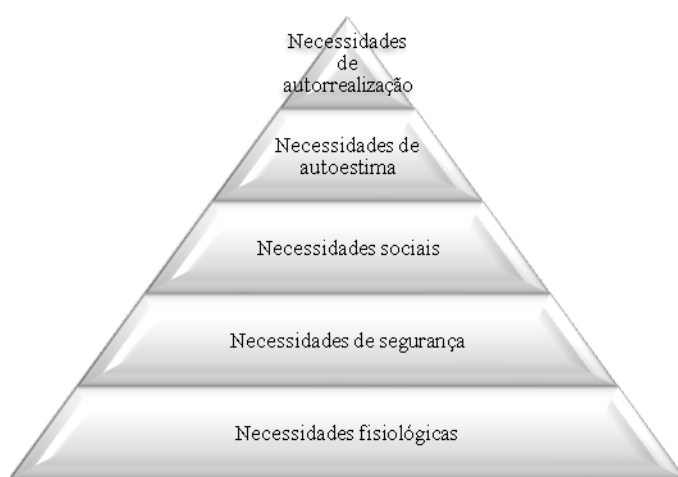 Necessidades
de
autorrealização
Necessidades de
autoestima
Necessidades sociais
Necessidades de segurança
Necessidades fisiológicas